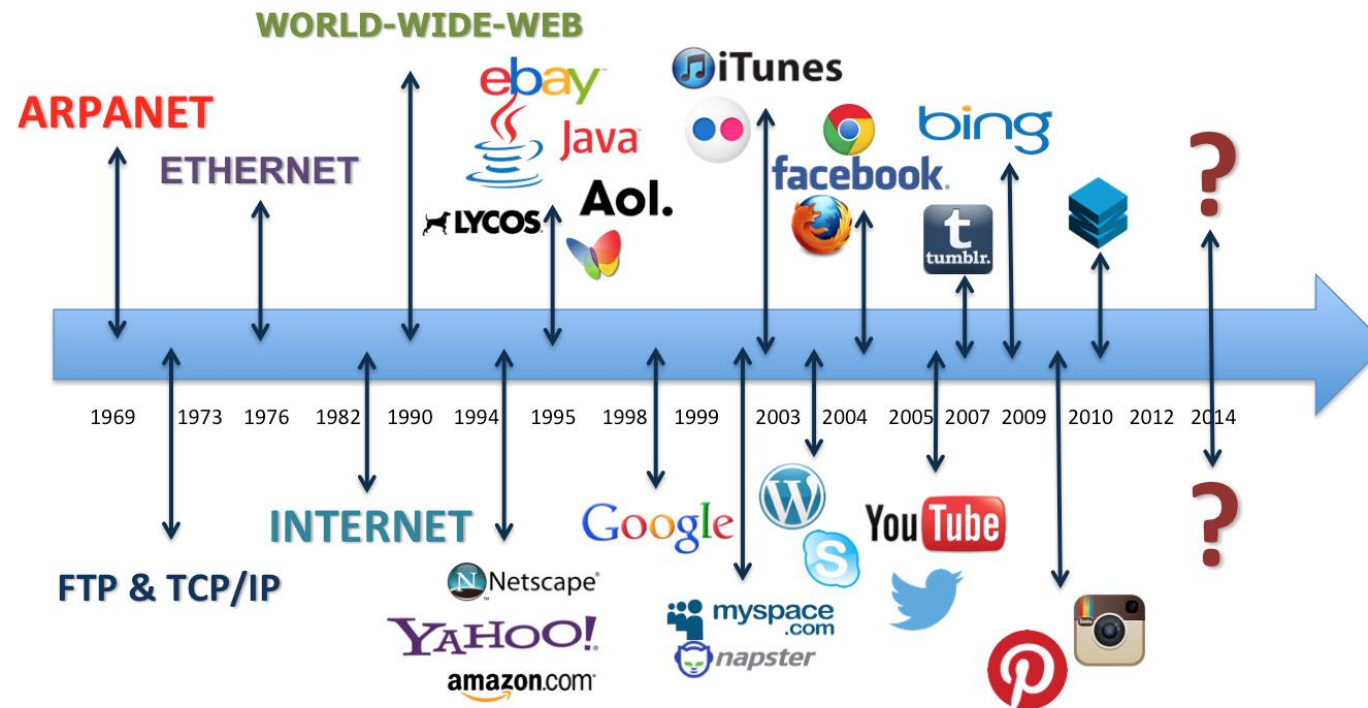 WORLD-WIDE-WEB
ebay
iTunes
ARPANET
Java
bing
ETHERNET
facebook
?
Aol.
LYCOS
t
tumblr.
1969 1973 1976 1982 1990 1994 1995 1998 1999 2003 2004 2005 2007 2009 2010 2012 2014
W
?
INTERNET
Google
YouTube
S
FTP & TCP/IP
N Netscape
YAHOO!
myspace
.com
napster
amazon.com
P